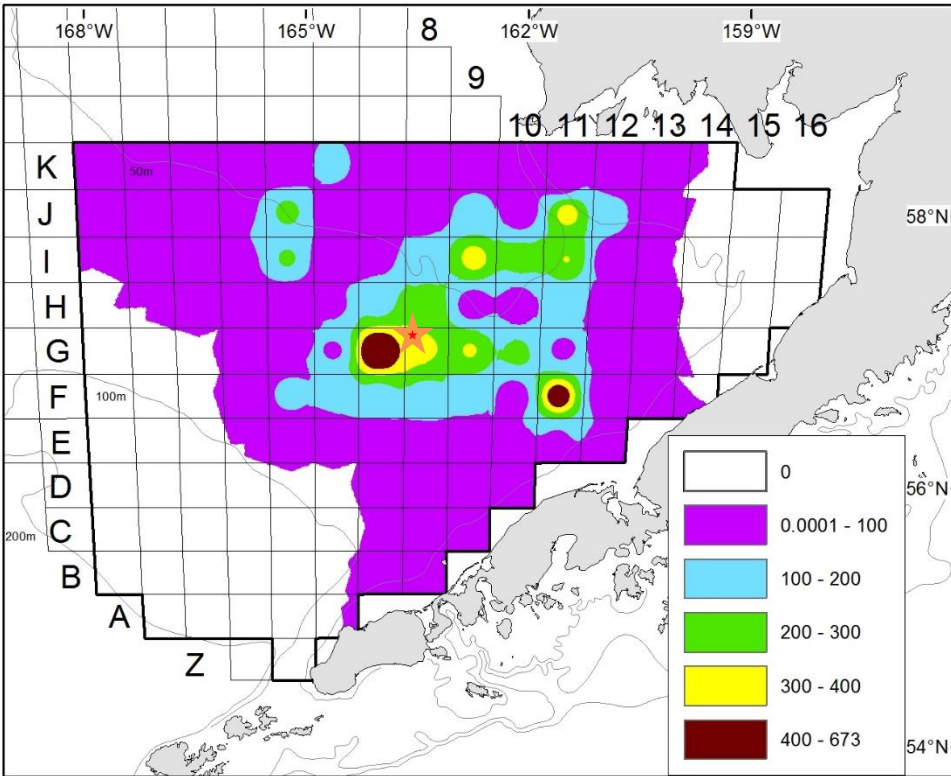 168°W 165°W 162°W 159°W
8
9
10 11 12 13 14 15 16
K
50m
J
58°N
I
H
G
F
100m
E
D
56°N
C
200m
B
A
Z
54°N
0
0.0001 - 100
100 - 200
200 - 300
300 - 400
400 - 673